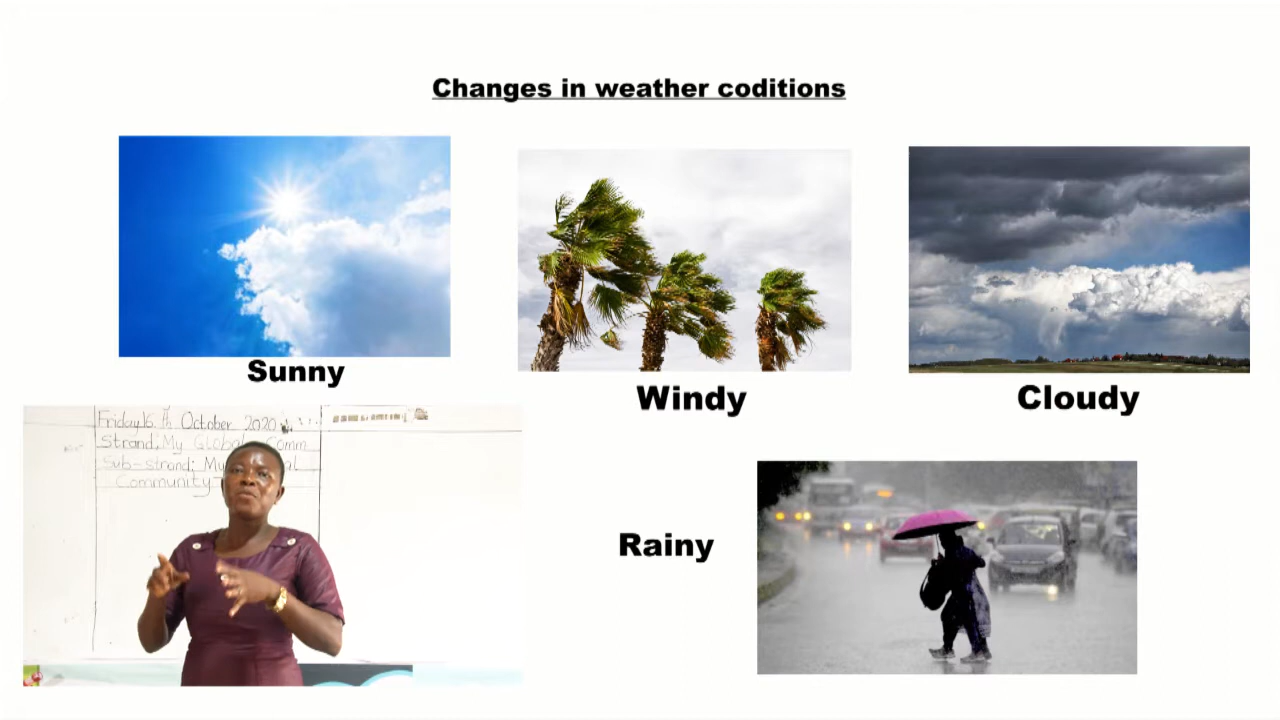 Changes in weather coditions
Sunny
Windy
Cloudy
Friday 16th October 2020
Strand: My Global Comm
Sub-strand: My al
Community
Rainy